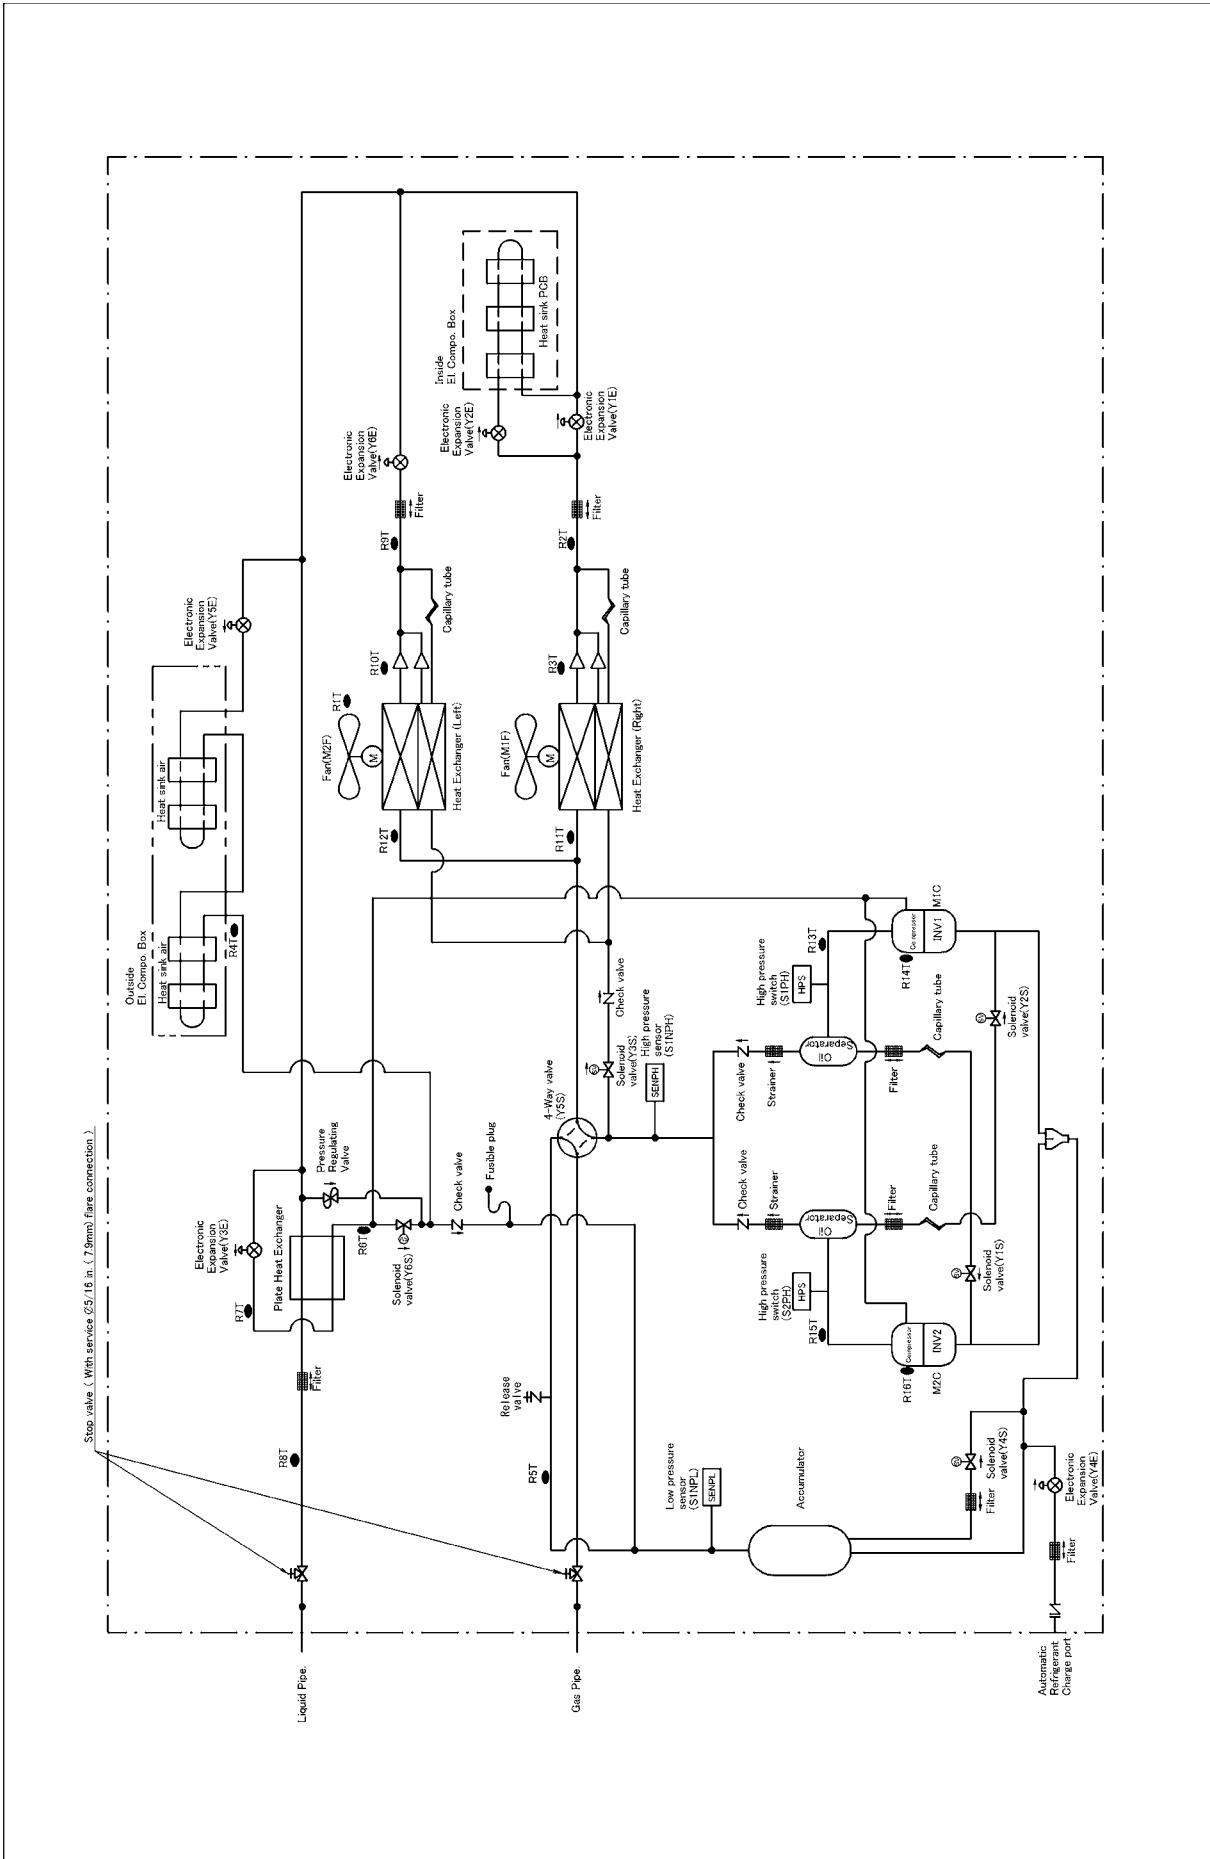 Stop valve ( With service ∅5/16 in. ( 7.9mm) flare connection )
Outside
El. Compo. Box
Heat sink air
Heat sink air
R4T
Electronic
Expansion
Valve(Y5E)
Inside
El. Compo. Box
Heat sink PCB
Electronic
Expansion
Valve(Y6E)
Electronic
Expansion
Valve(Y2E)
Electronic
Expansion
Valve(Y1E)
Filter
Filter
R9T
R2T
Capillary tube
Capillary tube
R10T
R3T
R1T
Fan(M2F)
M
Heat Exchanger (Left)
Fan(M1F)
M
Heat Exchanger (Right)
R12T
R11T
Electronic
Expansion
Valve(Y3E)
R7T
Plate Heat Exchanger
Pressure
Regulating
Valve
R6T
Solenoid
valve(Y6S)
SV
Check valve
Fusible plug
Filter
R8T
Liquid Pipe.
Gas Pipe.
Release
valve
R5T
4-Way valve
(Y5S)
Solenoid
valve(Y3S)
SV
Check valve
High pressure
sensor
(S1NPH)
SENPH
Low pressure
sensor
(S1NPL)
SENPL
Check valve
Strainer
Check valve
Strainer
High pressure
switch
(S1PH)
HPS
R13T
High pressure
switch
(S2PH)
HPS
R15T
Oil
Separator
Oil
Separator
Filter
Filter
Capillary tube
Capillary tube
Compressor
INV1
M1C
R14T
Compressor
INV2
M2C
R16T
SV
Solenoid
valve(Y2S)
SV
Solenoid
valve(Y1S)
Accumulator
SV
Solenoid
valve(Y4S)
Filter
Electronic
Expansion
Valve(Y4E)
Filter
Automatic
Refrigerant
Charge port